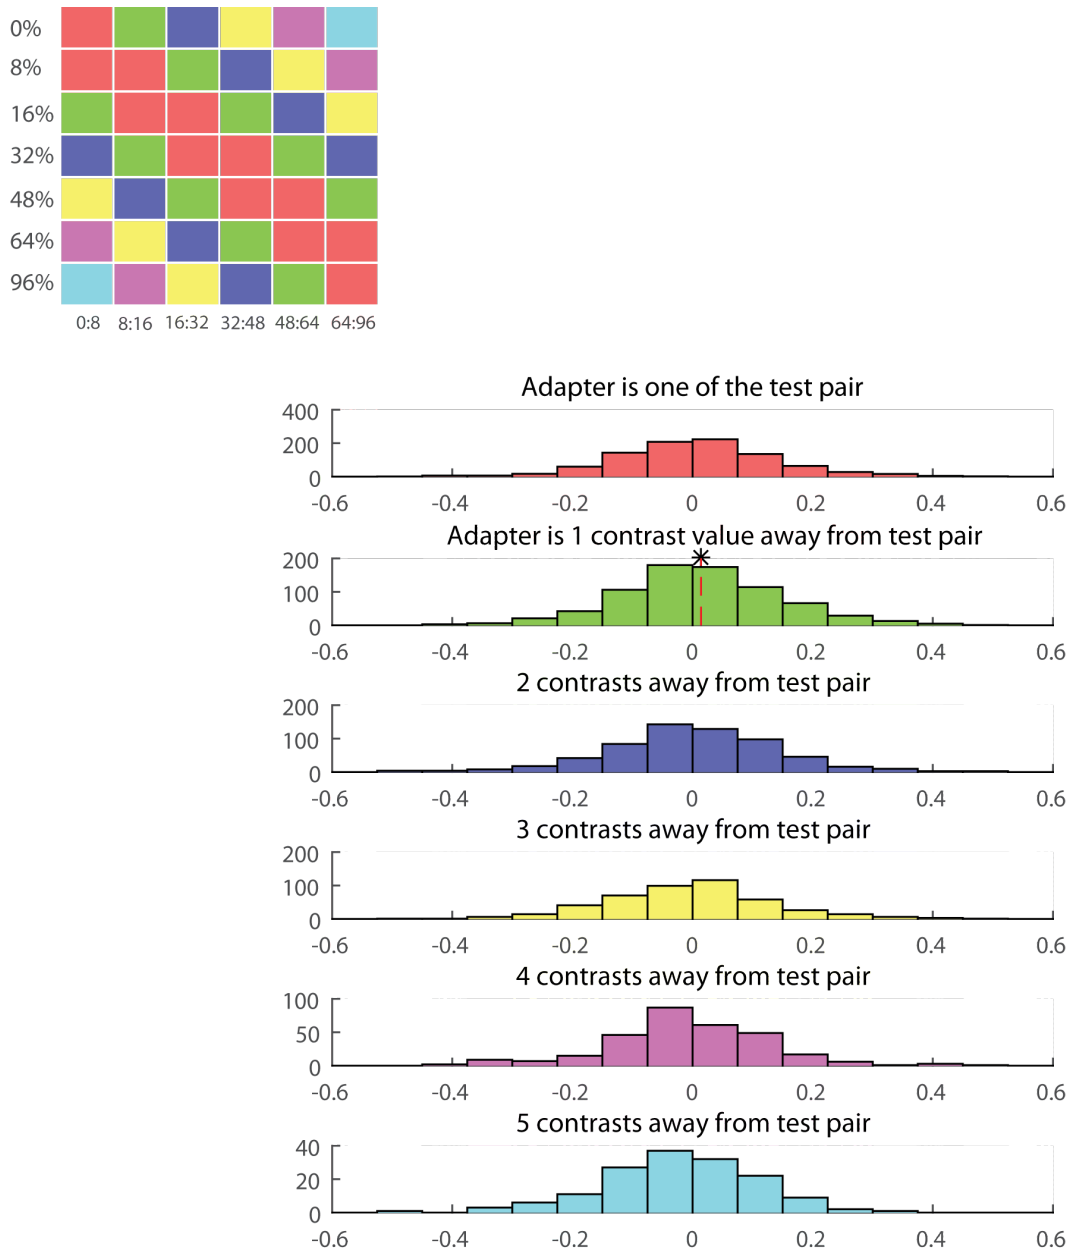 0%
8%
16%
32%
48%
64%
96%
0:8 8:16 16:32 32:48 48:64 64:96
Adapter is one of the test pair
400
200
0
-0.6 -0.4 -0.2 0 0.2 0.4 0.6
Adapter is 1 contrast value away from test pair
200
100
0
-0.6 -0.4 -0.2 0 0.2 0.4 0.6
2 contrasts away from test pair
200
100
0
-0.6 -0.4 -0.2 0 0.2 0.4 0.6
3 contrasts away from test pair
200
100
0
-0.6 -0.4 -0.2 0 0.2 0.4 0.6
4 contrasts away from test pair
100
50
0
-0.6 -0.4 -0.2 0 0.2 0.4 0.6
5 contrasts away from test pair
40
20
0
-0.6 -0.4 -0.2 0 0.2 0.4 0.6